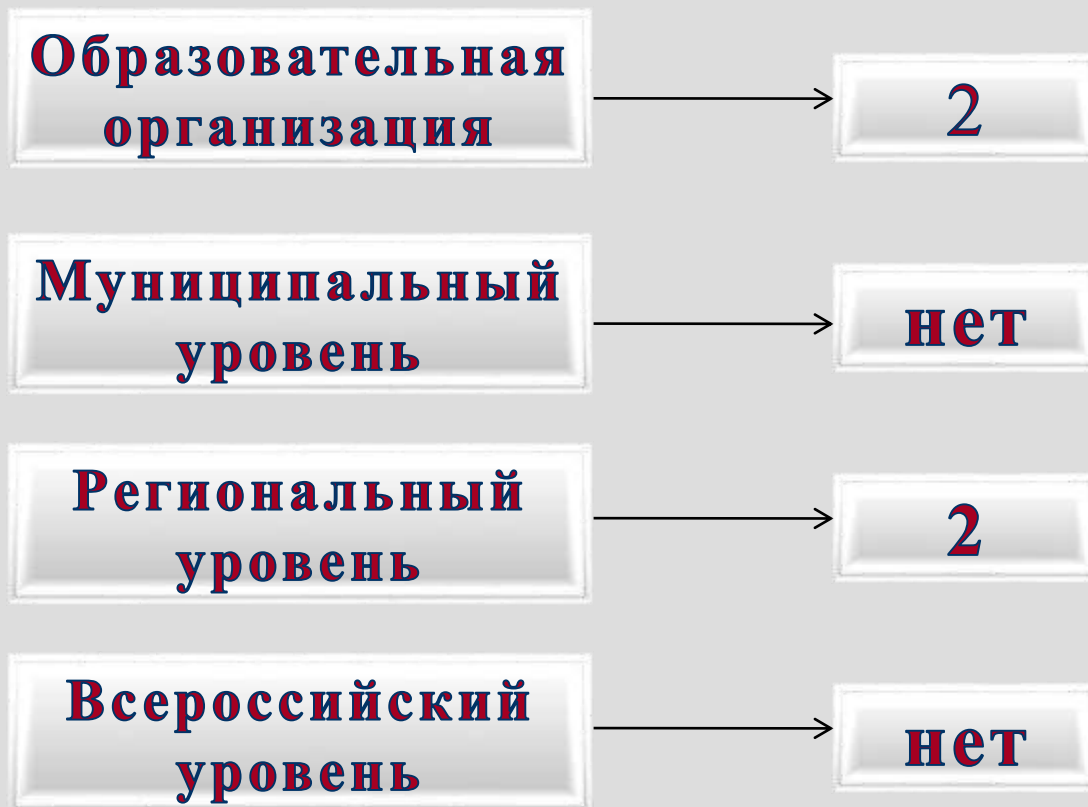 Образовательная
организация
2
Муниципальный
уровень
нет
Региональный
уровень
2
Всероссийский
уровень
нет